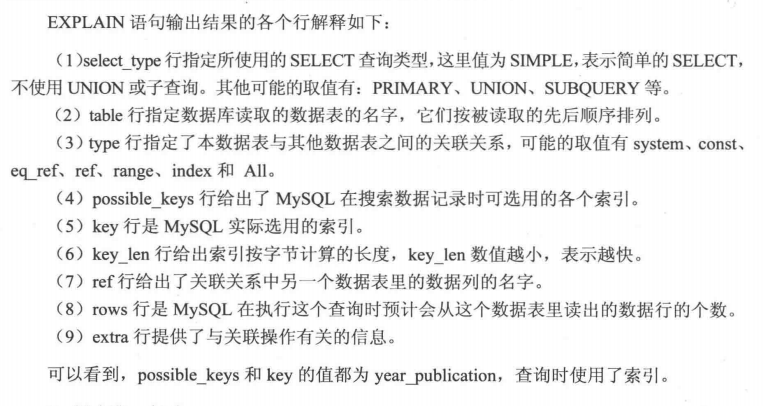 EXPLAIN 语句输出结果的各个行解释如下：
（1）select_type 行指定所使用的 SELECT 查询类型，这里值为 SIMPLE，表示简单的 SELECT，
不使用 UNION 或子查询。其他可能的取值有：PRIMARY、UNION、SUBQUERY 等。
（2）table 行指定数据库读取的数据表的名字，它们按被读取的先后顺序排列。
（3）type 行指定了本数据表与其他数据表之间的关联关系，可能的取值有 system、const、
eq_ref、ref、range、index 和 All。
（4）possible_keys 行给出了 MySQL 在搜索数据记录时可选用的各个索引。
（5）key 行是 MySQL 实际选用的索引。
（6）key_len 行给出索引按字节计算的长度，key_len 数值越小，表示越快。
（7）ref 行给出了关联关系中另一个数据表里的数据列的名字。
（8）rows 行是 MySQL 在执行这个查询时预计会从这个数据表里读出的数据行的个数。
（9）extra 行提供了与关联操作有关的信息。
可以看到，possible_keys 和 key 的值都为 year_publication，查询时使用了索引。